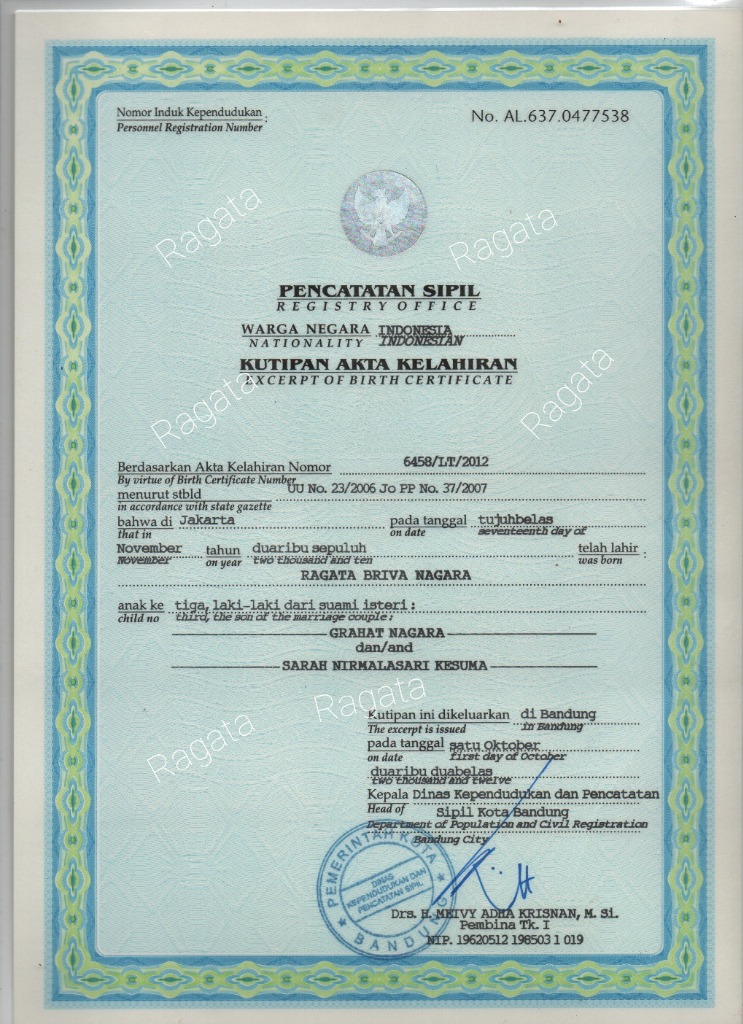 Nomor Induk Kependudukan :
Personnel Registration Number
No. AL.637.0477538
Ragata
Ragata
PENCATATAN SIPIL
REGISTRY OFFICE
WARGA NEGARA INDONESIA
NATIONALITY INDONESIAN
KUTIPAN AKTA KELAHIRAN
EXCERPT OF BIRTH CERTIFICATE
Ragata
Ragata
Berdasarkan Akta Kelahiran Nomor 6458/LT/2012
By virtue of Birth Certificate Number
menurut stbld UU No. 23/2006 Jo PP No. 37/2007
in accordance with state gazette
bahwa di Jakarta pada tanggal tujuhbelas
that in on date seventeenth day of
November tahun duaribu sepuluh telah lahir :
November on year two thousand and ten was born
RAGATA BRIVA NAGARA
anak ke tiga, laki-laki dari suami isteri :
child no third, the son of the marriage couple :
GRAHAT NAGARA
dan/and
SARAH NIRMALASARI KESUMA
Ragata
Ragata
Kutipan ini dikeluarkan di Bandung
The excerpt is issued in Bandung
pada tanggal satu Oktober
on date first day of October
duaribu duabelas
two thousand and twelve
Kepala Dinas Kependudukan dan Pencatatan
Head of Sipil Kota Bandung
Department of Population and Civil Registration
Bandung City
PEMERINTAH KOTA
DINAS
KEPENDUDUKAN DAN
PENCATATAN SIPIL
BANDUNG
Drs. H. MEIVY ADHA KRISNAN, M. Si.
Pembina Tk. I
NIP. 19620512 198503 1 019